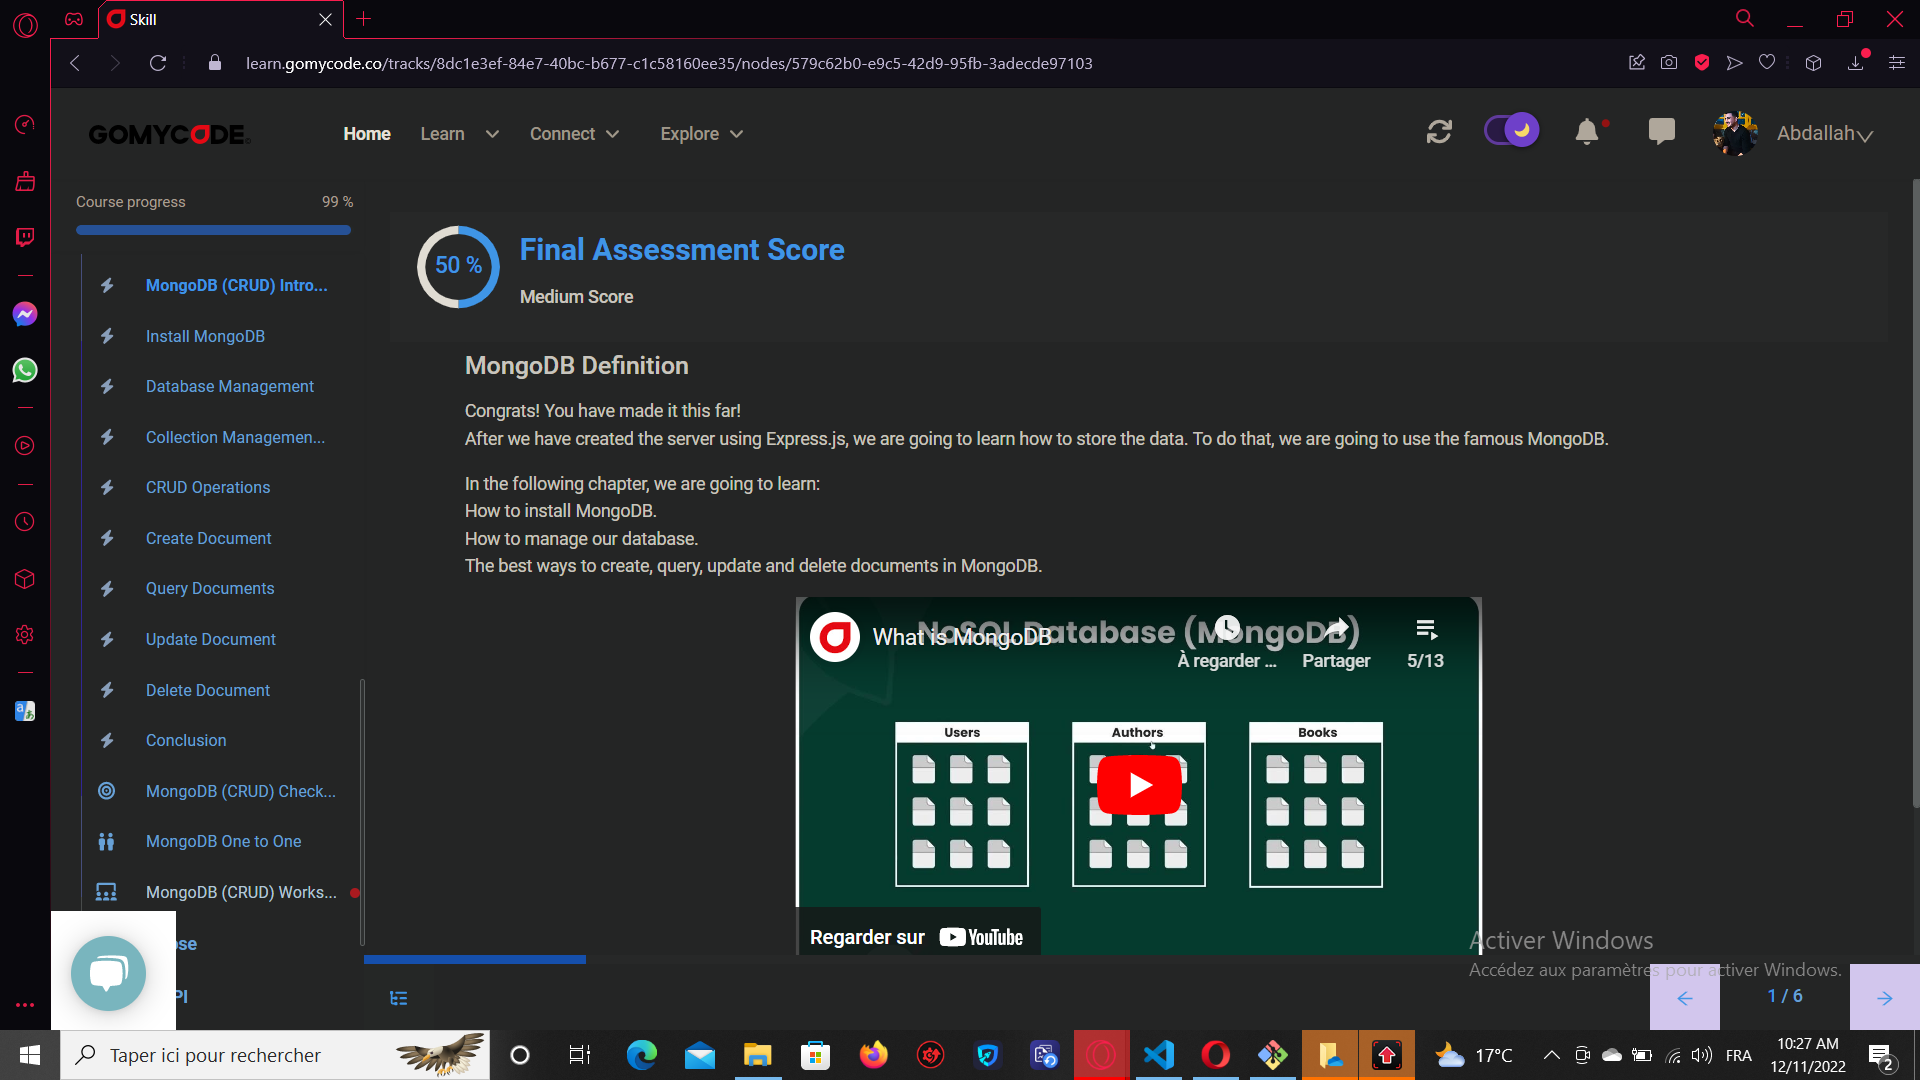 Skill
learn.gomycode.co/tracks/8dc1e3ef-84e7-40bc-b677-c1c58160ee35/nodes/579c62b0-e9c5-42d9-95fb-3adecde97103
GOMYCODE
Home
Learn
Connect
Explore
Abdallah
Course progress
99 %
MongoDB (CRUD) Intro...
Install MongoDB
Database Management
Collection Managemen...
CRUD Operations
Create Document
Query Documents
Update Document
Delete Document
Conclusion
MongoDB (CRUD) Check...
MongoDB One to One
MongoDB (CRUD) Works...
ose
PI
50 %
Final Assessment Score
Medium Score
MongoDB Definition
Congrats! You have made it this far!
After we have created the server using Express.js, we are going to learn how to store the data. To do that, we are going to use the famous MongoDB.
In the following chapter, we are going to learn:
How to install MongoDB.
How to manage our database.
The best ways to create, query, update and delete documents in MongoDB.
NoSQL Database (MongoDB)
What is MongoDB
À regarder ...
Partager
5/13
Users
Authors
Books
Regarder sur YouTube
Activer Windows
Accédez aux paramètres pour activer Windows.
1 / 6
Taper ici pour rechercher
17°C
FRA
10:27 AM
12/11/2022
2